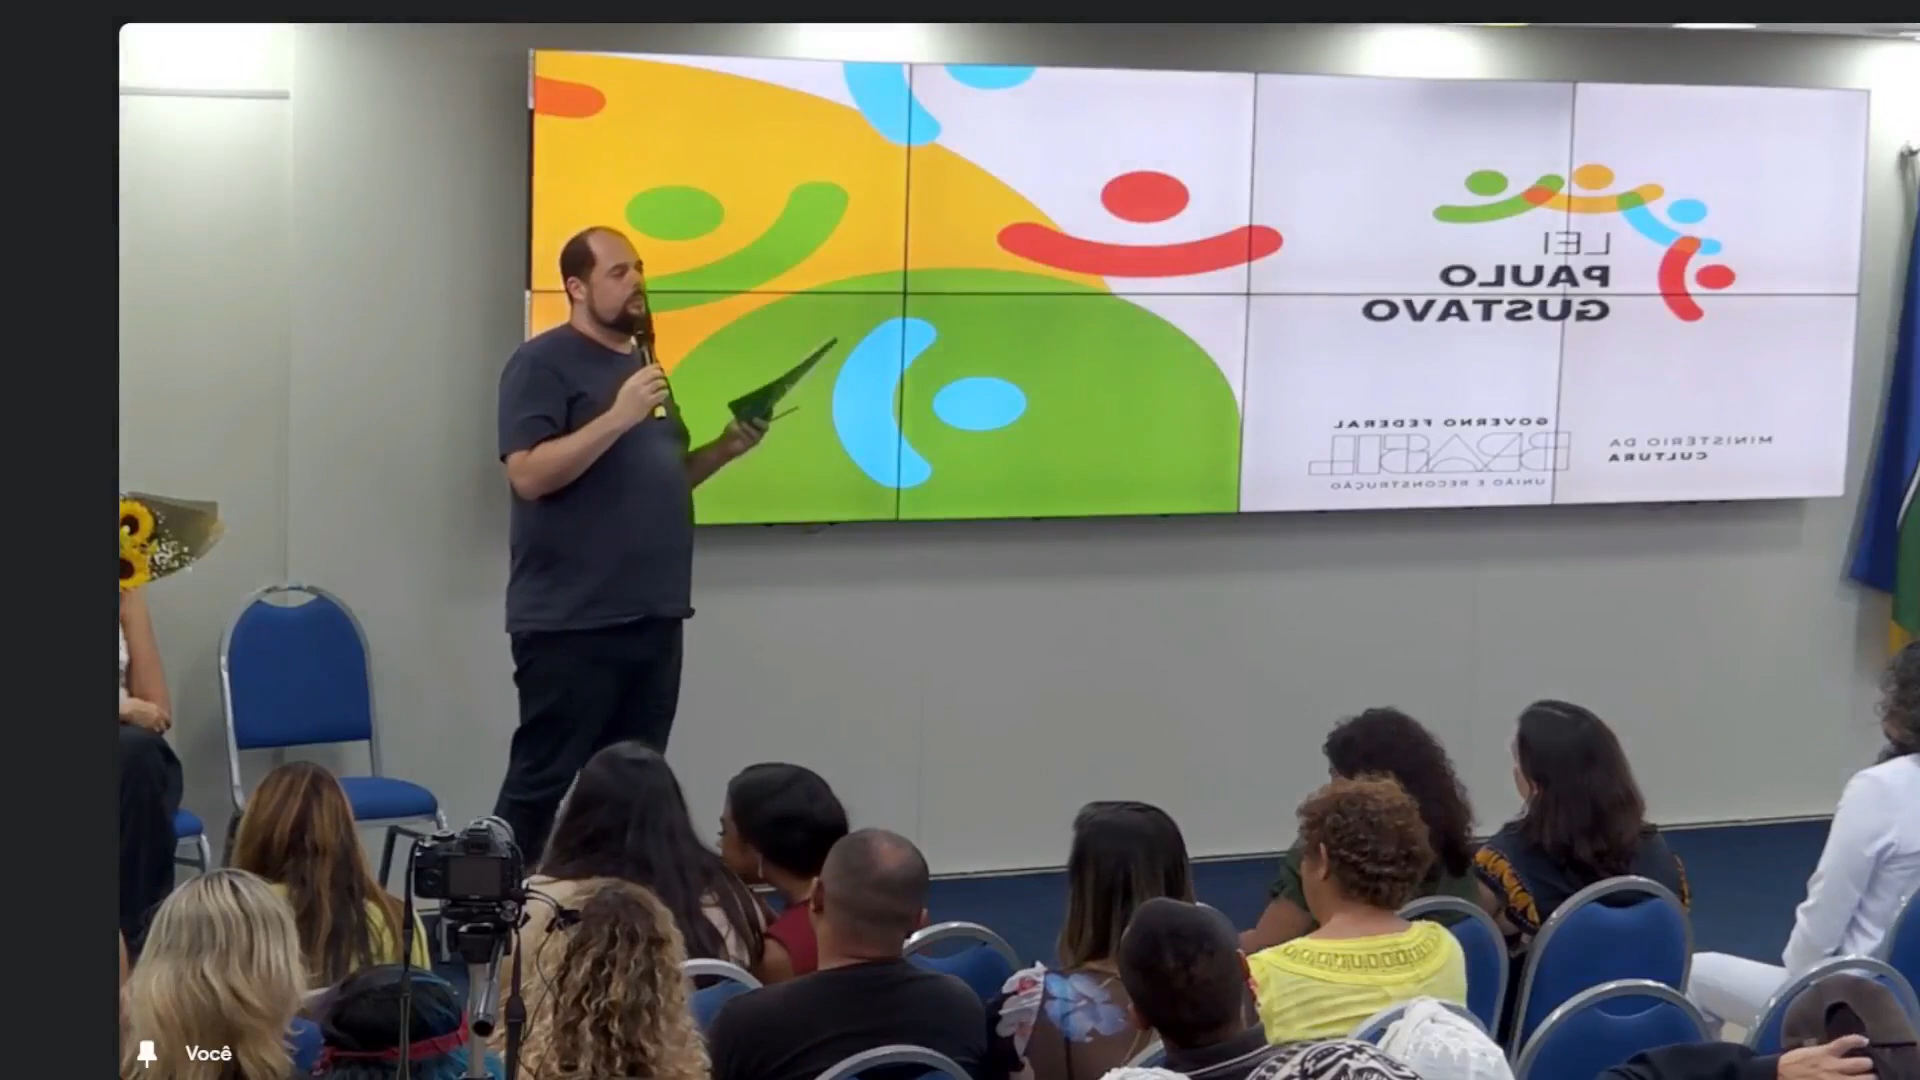 LEI
PAULO
GUSTAVO
GOVERNO FEDERAL
BRASIL
UNIÃO E RECONSTRUÇÃO
MINISTÉRIO DA
CULTURA
Você